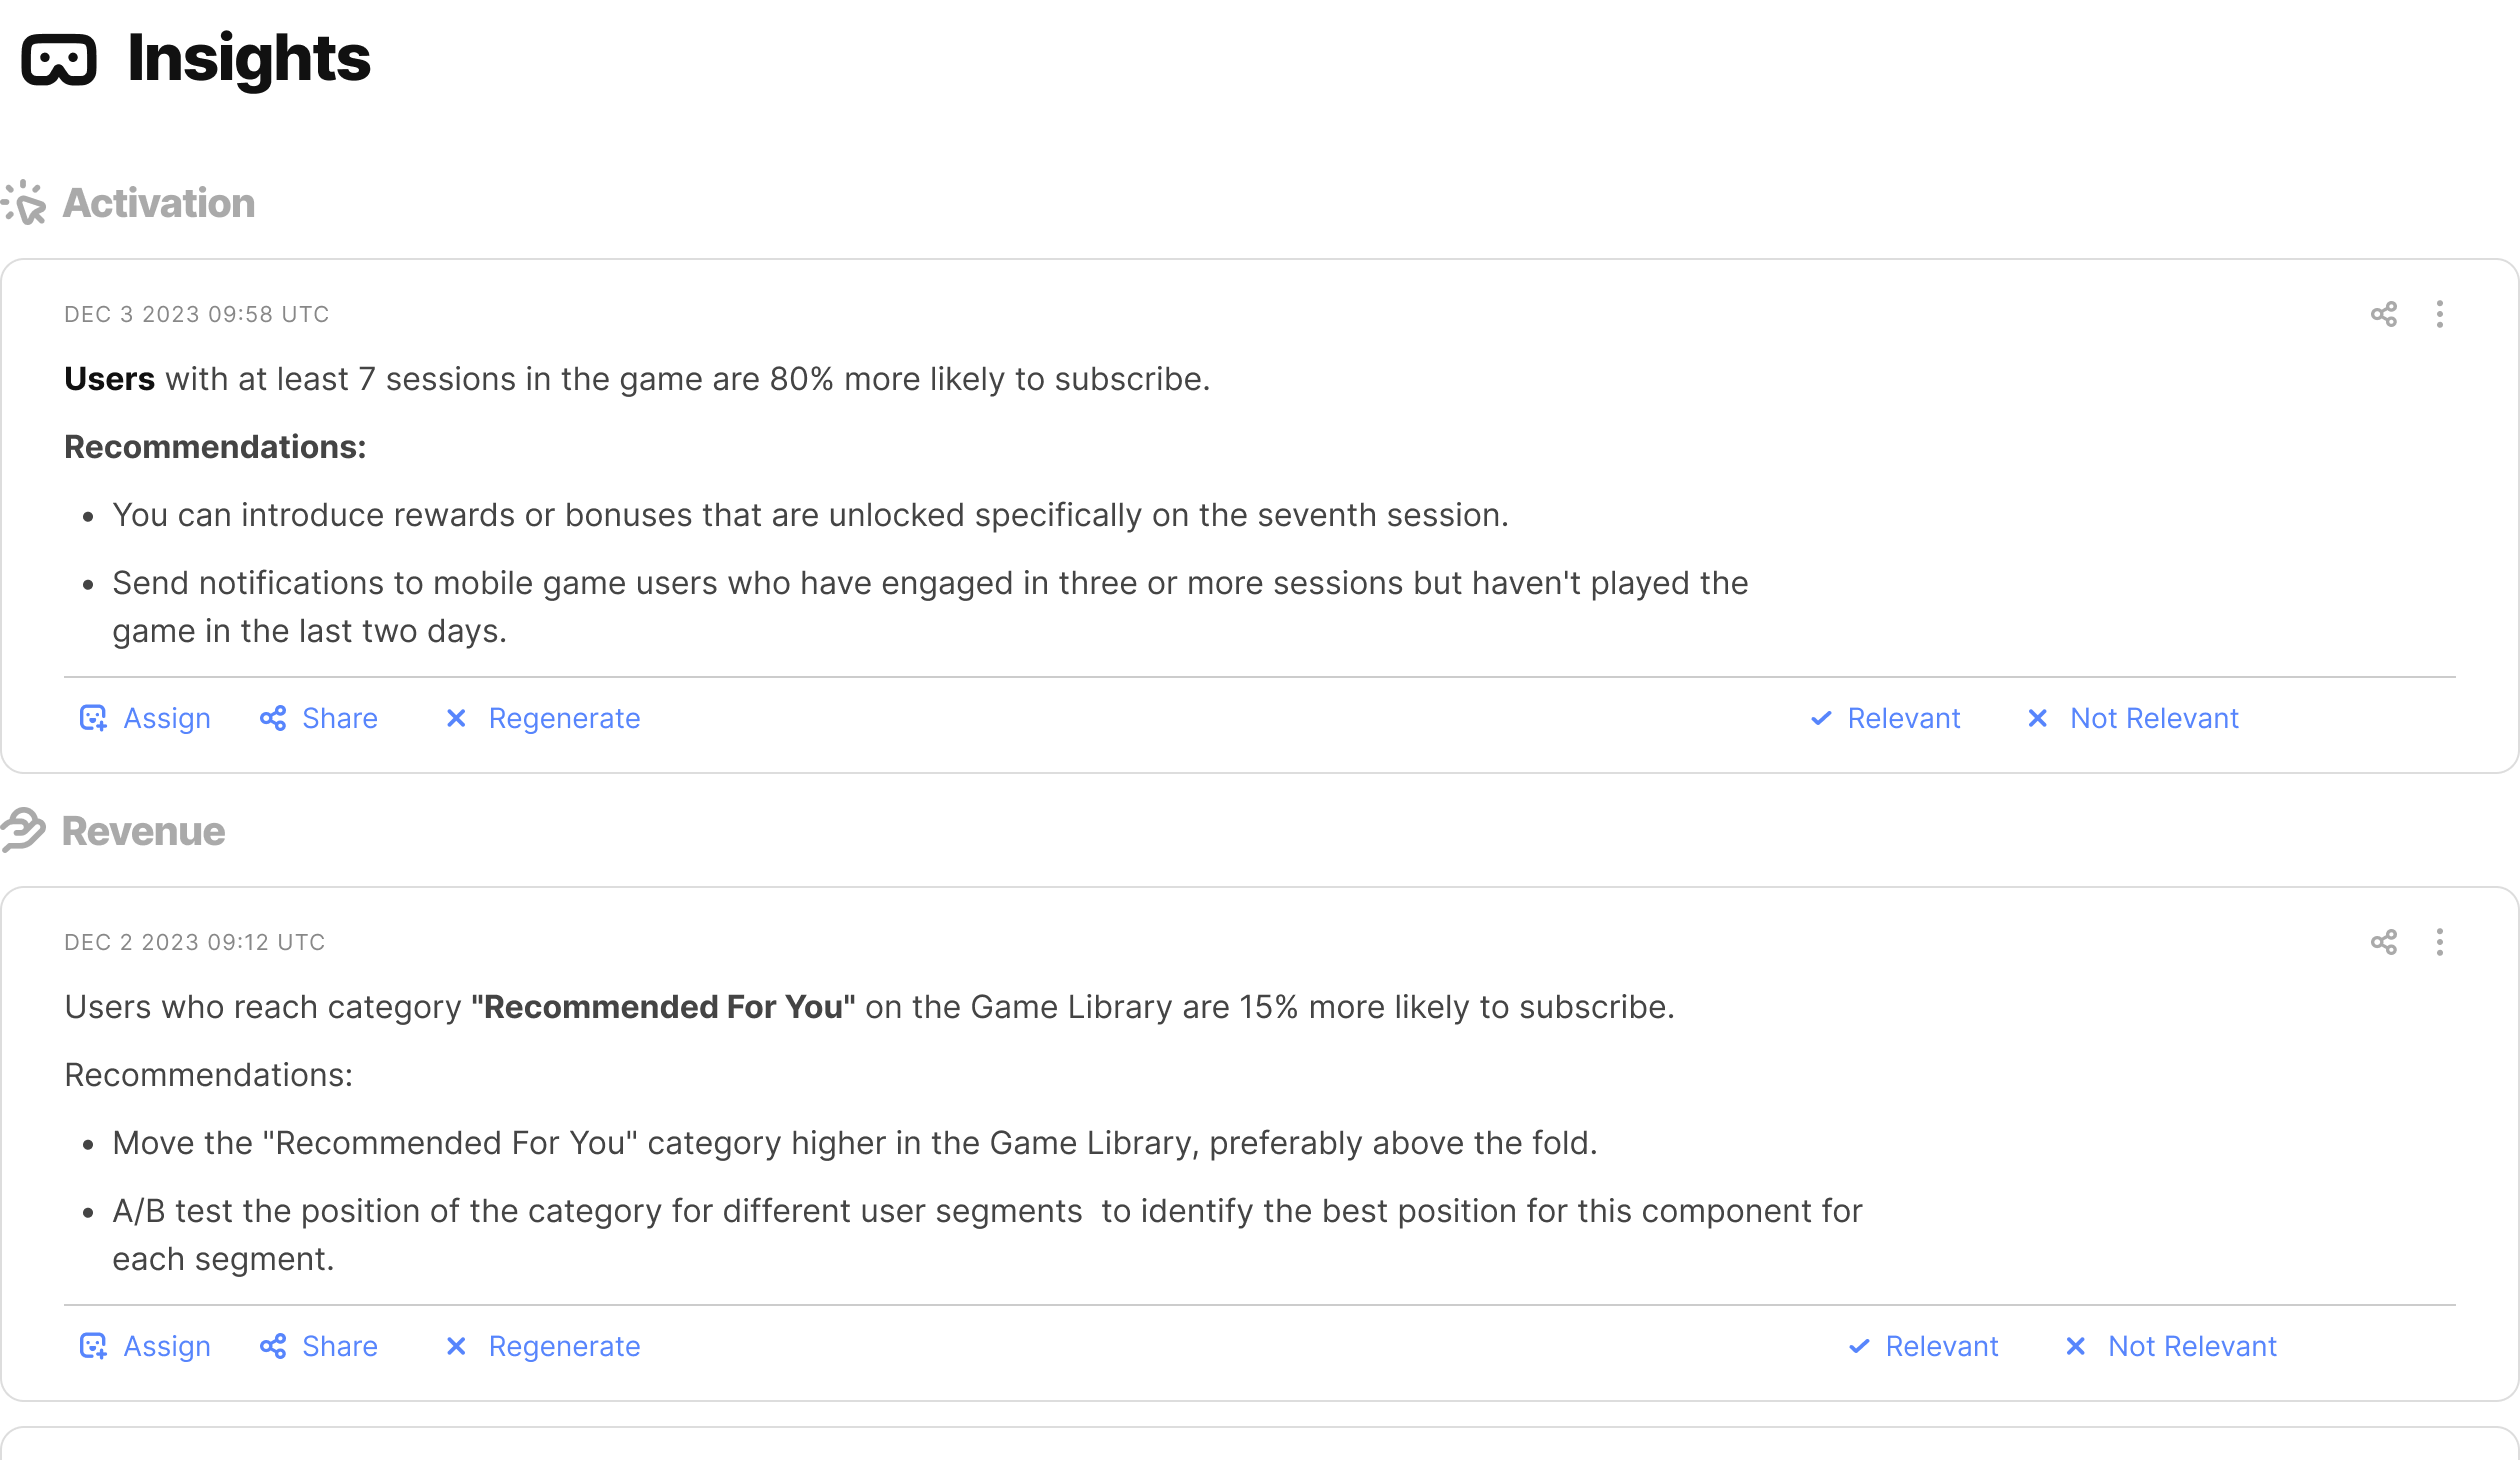 Insights
Activation
DEC 3 2023 09:58 UTC
Users with at least 7 sessions in the game are 80% more likely to subscribe.
Recommendations:
• You can introduce rewards or bonuses that are unlocked specifically on the seventh session.
• Send notifications to mobile game users who have engaged in three or more sessions but haven't played the
game in the last two days.
Assign Share Regenerate Relevant Not Relevant
Revenue
DEC 2 2023 09:12 UTC
Users who reach category "Recommended For You" on the Game Library are 15% more likely to subscribe.
Recommendations:
• Move the "Recommended For You" category higher in the Game Library, preferably above the fold.
• A/B test the position of the category for different user segments  to identify the best position for this component for
each segment.
Assign Share Regenerate Relevant Not Relevant